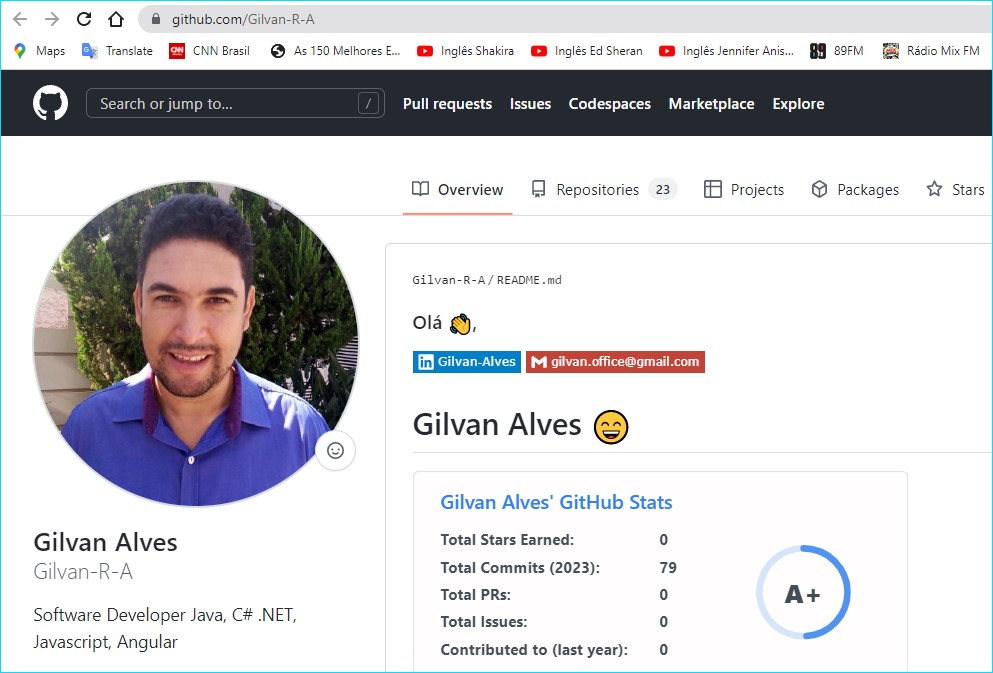 github.com/Gilvan-R-A
Maps Translate CNN CNN Brasil As 150 Melhores E... Inglês Shakira Inglês Ed Sheran Inglês Jennifer Anis... 89 89FM Rádio Mix FM
Search or jump to... / Pull requests Issues Codespaces Marketplace Explore
Overview Repositories 23 Projects Packages Stars
Gilvan-R-A/README.md
Olá 👋,
in Gilvan-Alves gilvan.office@gmail.com
Gilvan Alves 😄
Gilvan Alves' GitHub Stats
Total Stars Earned: 0
Total Commits (2023): 79
Total PRs: 0
Total Issues: 0
Contributed to (last year): 0
A+
Gilvan Alves
Gilvan-R-A
Software Developer Java, C# .NET,
Javascript, Angular